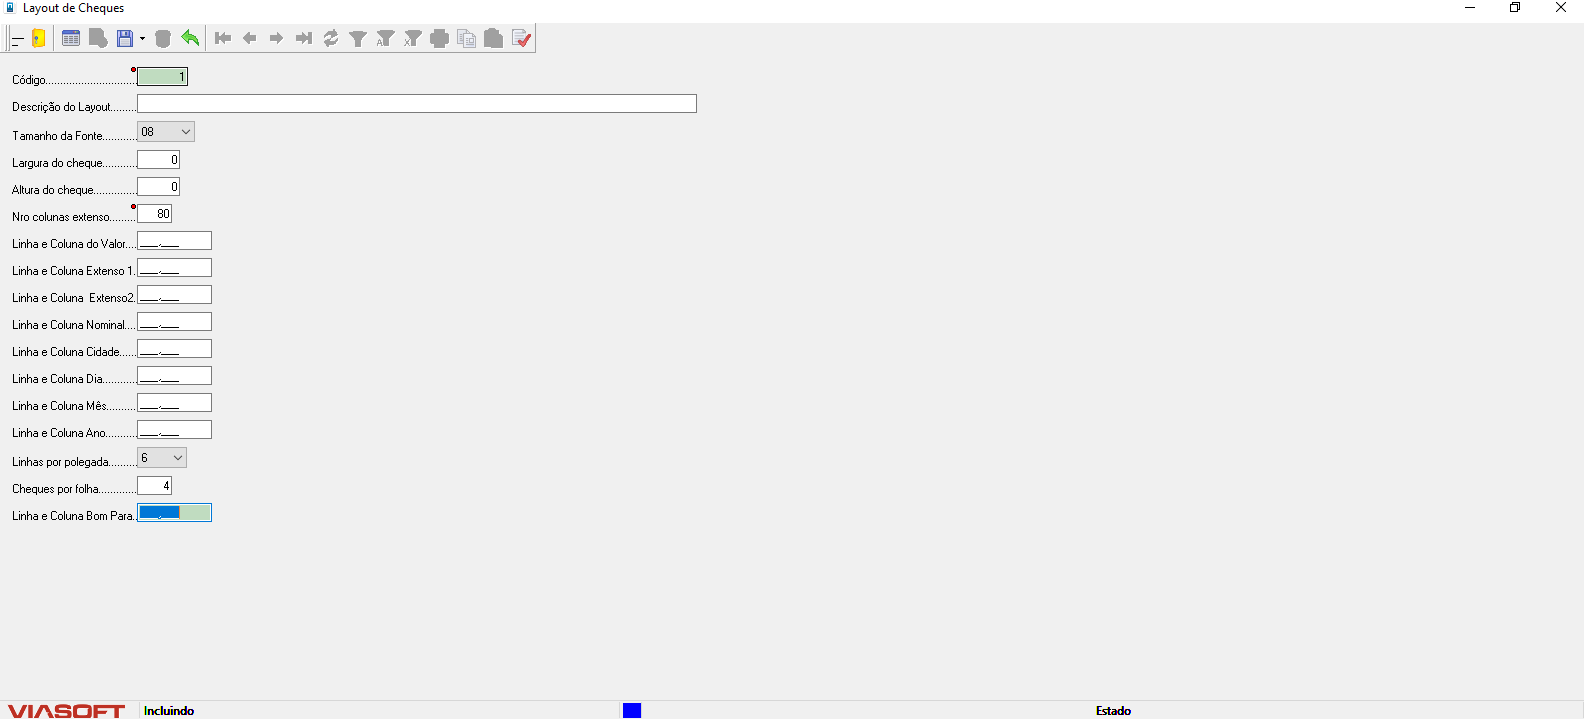 Layout de Cheques
Código............................... 1
Descrição do Layout.........
Tamanho da Fonte............ 08
Largura do cheque............ 0
Altura do cheque............... 0
Nro colunas extenso......... 80
Linha e Coluna do Valor.... ___,___
Linha e Coluna Extenso 1. ___,___
Linha e Coluna  Extenso2. ___,___
Linha e Coluna Nominal.... ___,___
Linha e Coluna Cidade...... ___,___
Linha e Coluna Dia............ ___,___
Linha e Coluna Mês.......... ___,___
Linha e Coluna Ano........... ___,___
Linhas por polegada.......... 6
Cheques por folha............. 4
Linha e Coluna Bom Para.. ___,___
VIASOFT Incluindo Estado